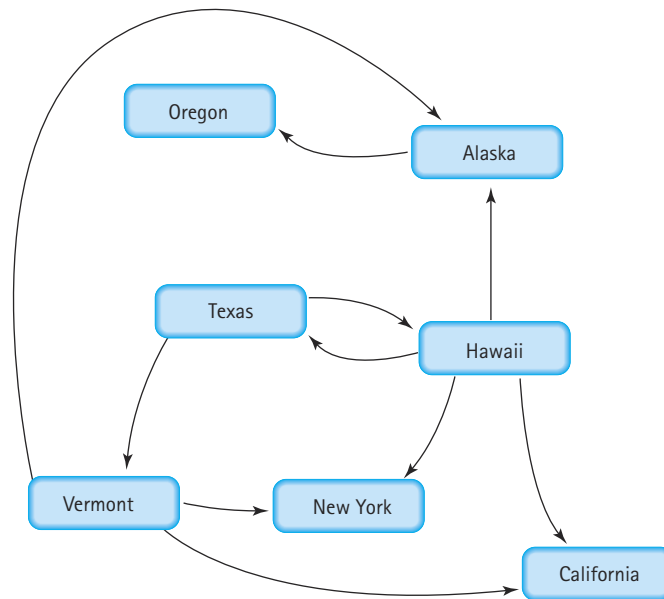 Oregon
Alaska
Texas
Hawaii
Vermont
New York
California